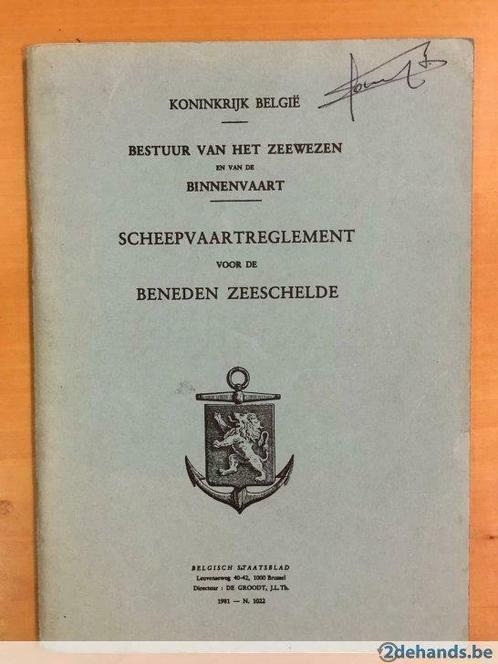 KONINKRIJK BELGIË
BESTUUR VAN HET ZEEWEZEN
EN VAN DE
BINNENVAART
SCHEEPVAARTREGLEMENT
VOOR DE
BENEDEN ZEESCHELDE
BELGISCH STAATSBLAD
Leuvenseweg 40-42, 1000 Brussel
Directeur : DE GROODT, J.L.Th.
1981 — N. 1022
2dehands.be